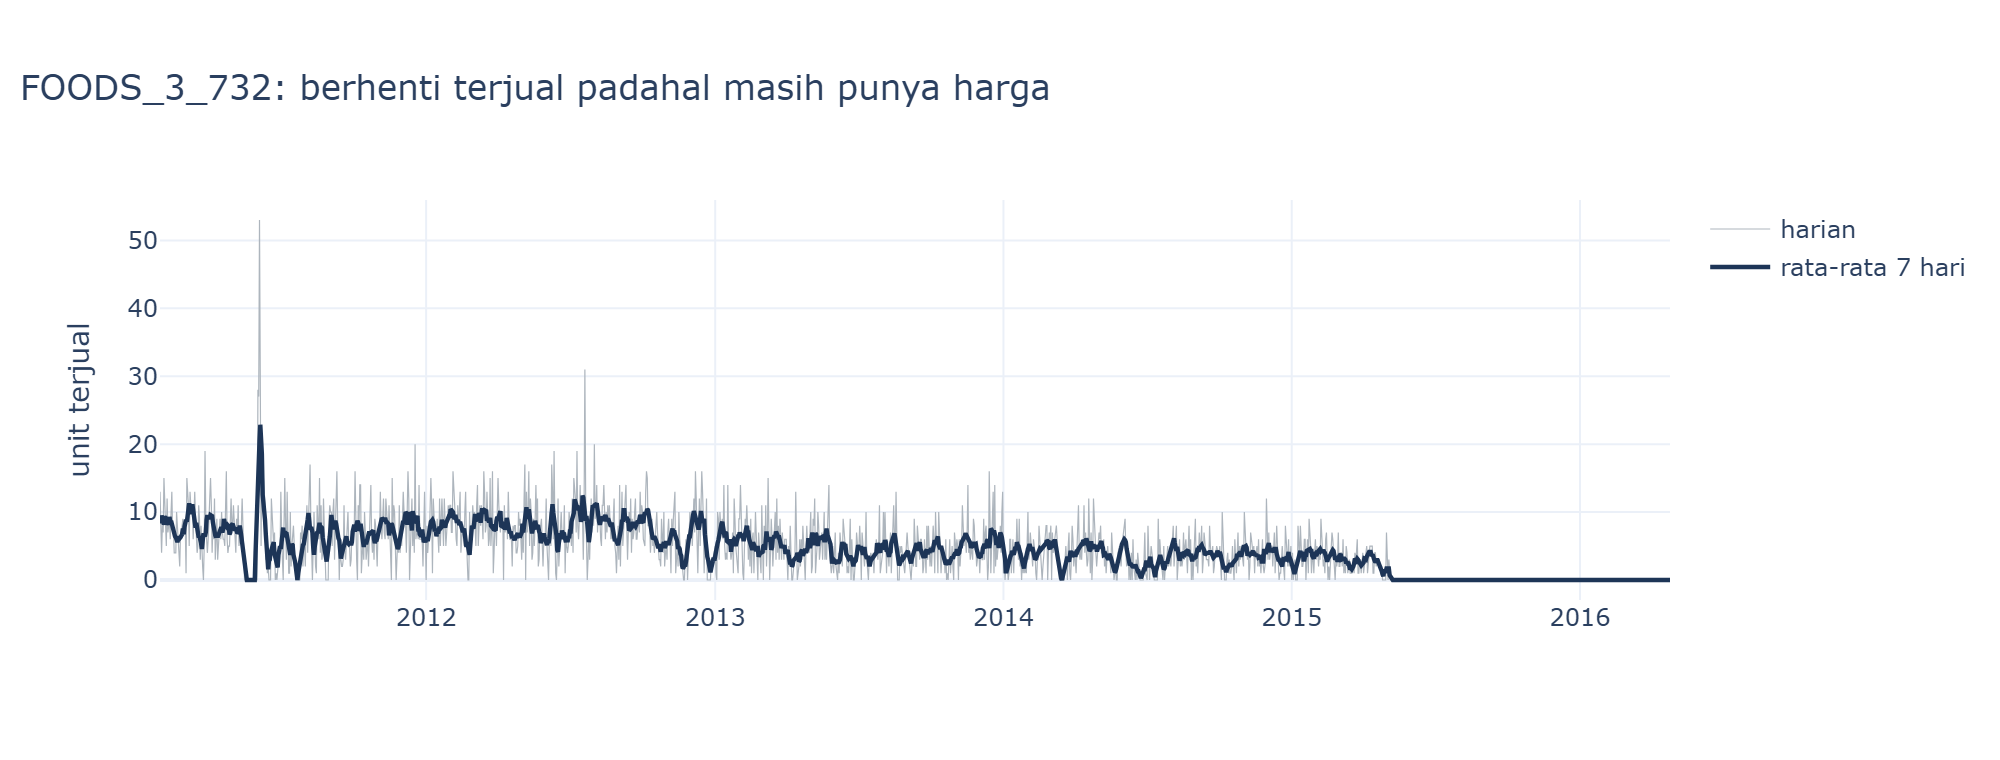 FOODS_3_732: berhenti terjual padahal masih punya harga
harian
rata-rata 7 hari
unit terjual
50
40
30
20
10
0
2012
2013
2014
2015
2016